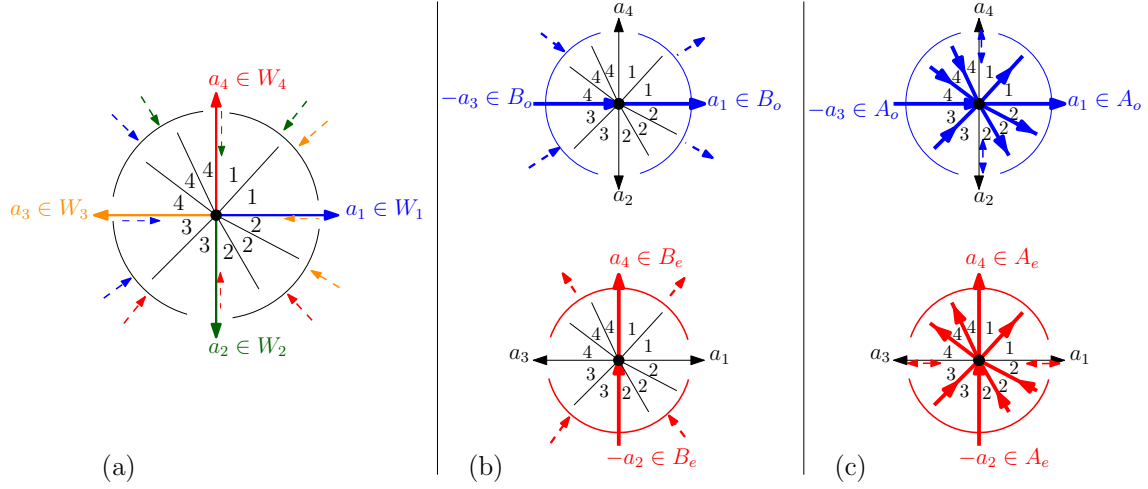 a₄ ∈ W₄
4 1
4
4 1
a₃ ∈ W₃ a₁ ∈ W₁
3 2
3 2 2
a₂ ∈ W₂
(a)
a₄
4 4 1
4 1
−a₃ ∈ Bₒ a₁ ∈ Bₒ
3 2
3 2 2
a₂
a₄ ∈ Bₑ
4 4 1
4 1
a₃ a₁
3 2
3 2 2
−a₂ ∈ Bₑ
(b)
a₄
4 4 1
4 1
−a₃ ∈ Aₒ a₁ ∈ Aₒ
3 2
3 2 2
a₂
a₄ ∈ Aₑ
4 4 1
4 1
a₃ a₁
3 2
3 2 2
−a₂ ∈ Aₑ
(c)